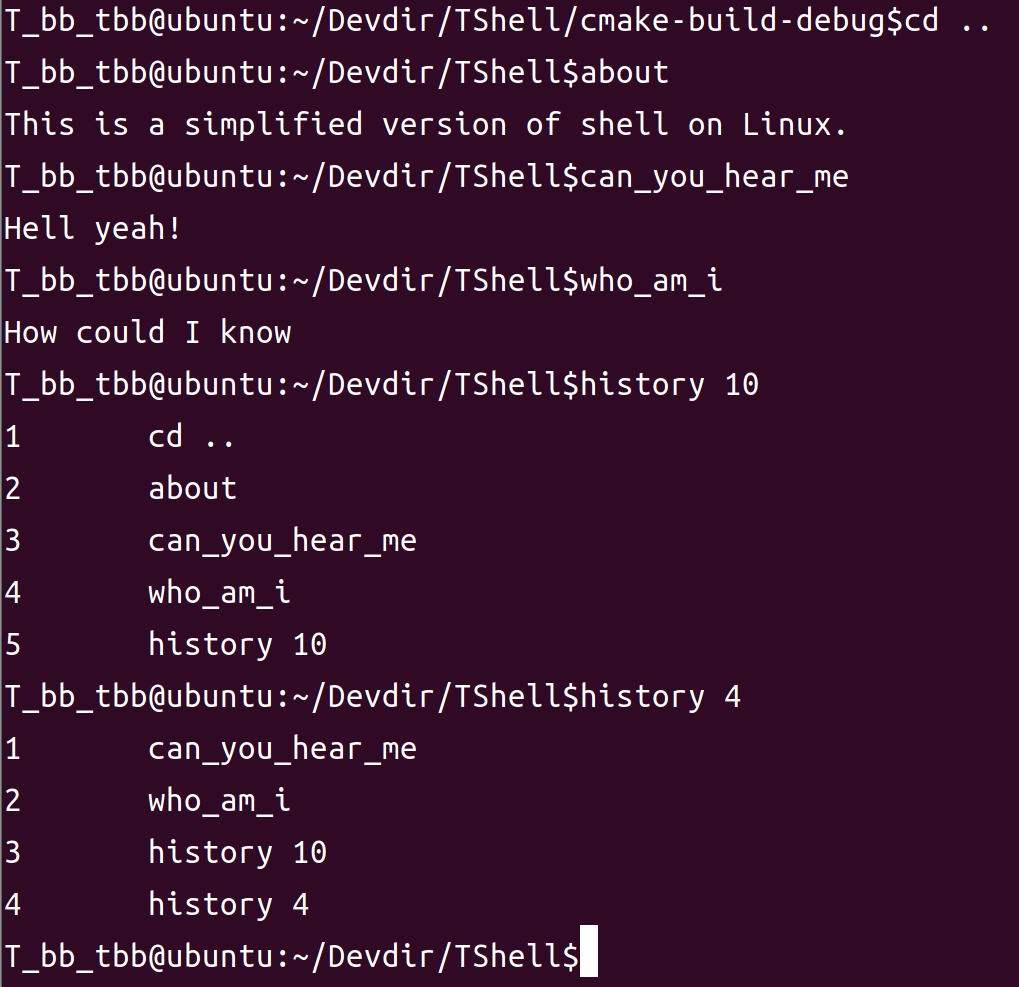 T_bb_tbb@ubuntu:~/Devdir/TShell/cmake-build-debug$cd ..
T_bb_tbb@ubuntu:~/Devdir/TShell$about
This is a simplified version of shell on Linux.
T_bb_tbb@ubuntu:~/Devdir/TShell$can_you_hear_me
Hell yeah!
T_bb_tbb@ubuntu:~/Devdir/TShell$who_am_i
How could I know
T_bb_tbb@ubuntu:~/Devdir/TShell$history 10
1       cd ..
2       about
3       can_you_hear_me
4       who_am_i
5       history 10
T_bb_tbb@ubuntu:~/Devdir/TShell$history 4
1       can_you_hear_me
2       who_am_i
3       history 10
4       history 4
T_bb_tbb@ubuntu:~/Devdir/TShell$